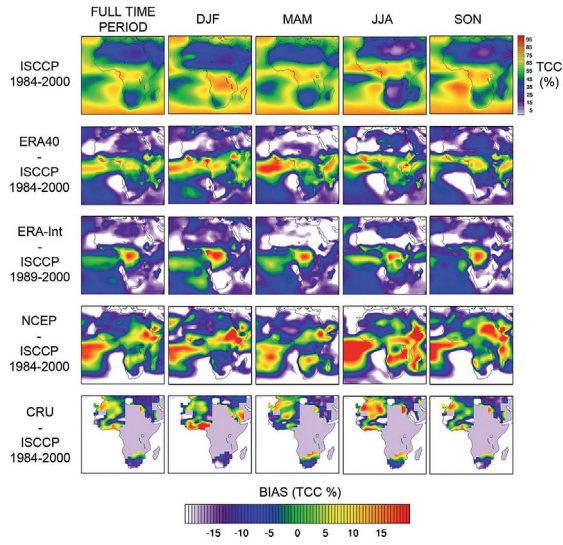 FULL TIME
PERIOD
DJF
MAM
JJA
SON
ISCCP
1984-2000
95
85
75
65
55
45
35
25
15
5
TCC
(%)
ERA40
-
ISCCP
1984-2000
ERA-Int
-
ISCCP
1989-2000
NCEP
-
ISCCP
1984-2000
CRU
-
ISCCP
1984-2000
BIAS (TCC %)
-15 -10 -5 0 5 10 15